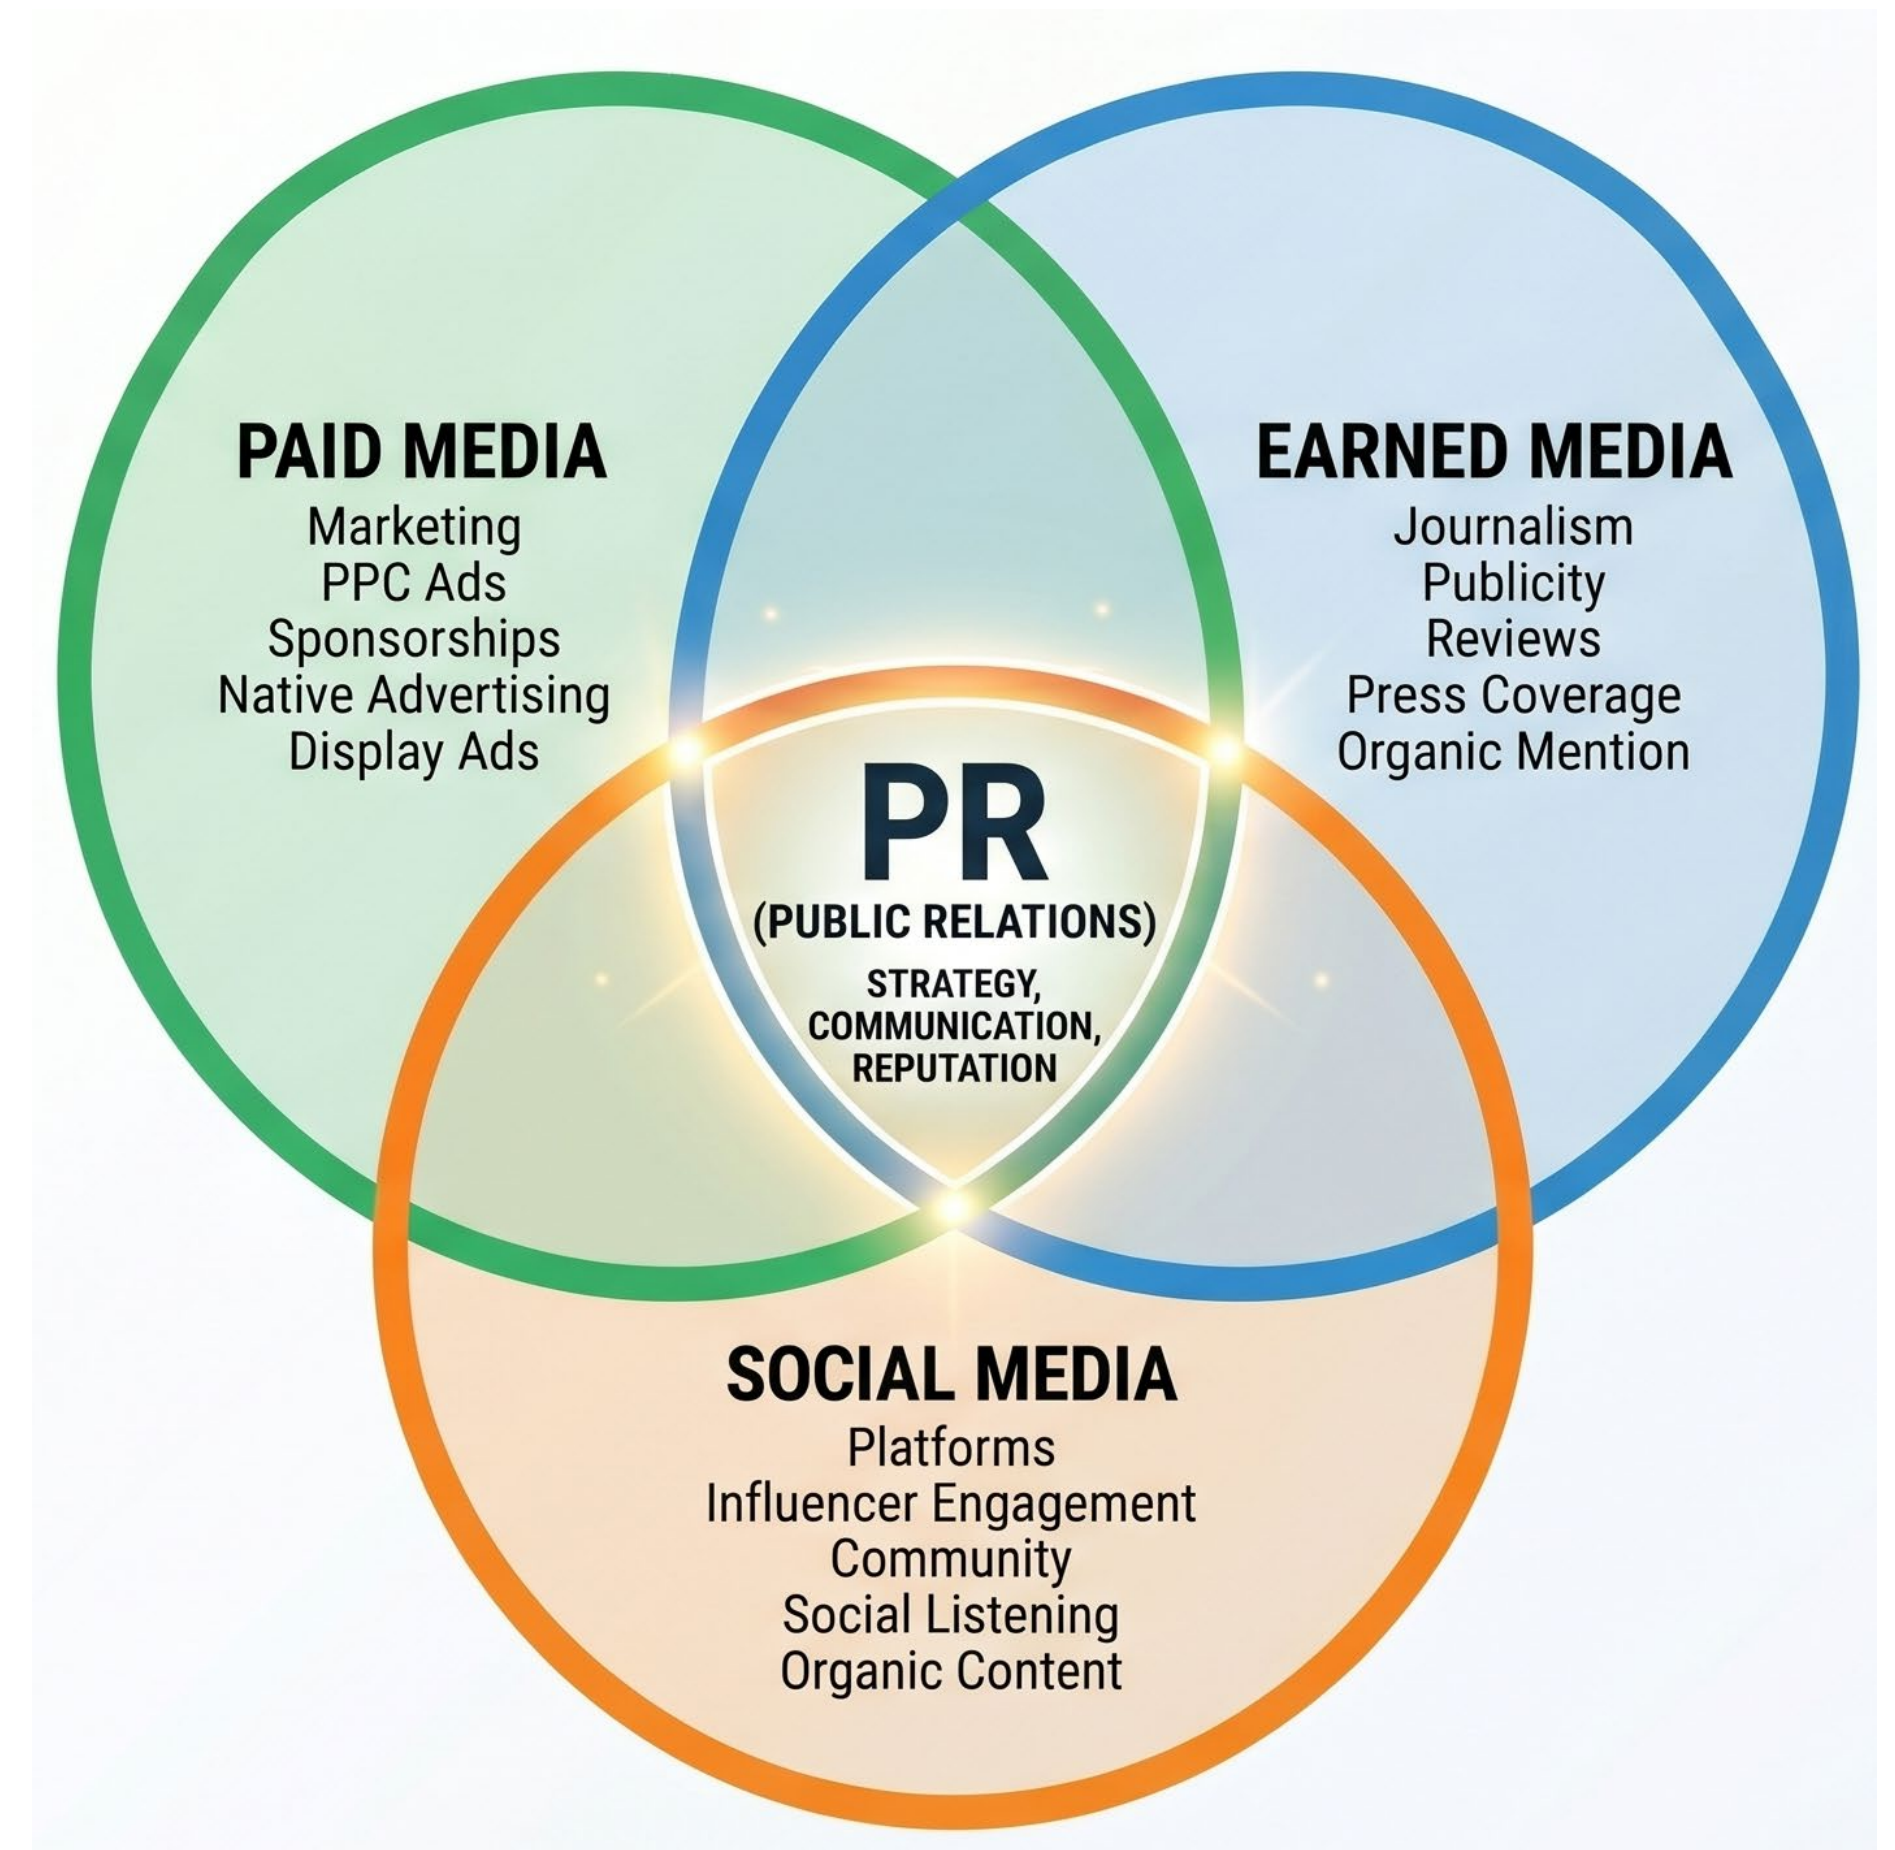 PAID MEDIA
Marketing
PPC Ads
Sponsorships
Native Advertising
Display Ads
EARNED MEDIA
Journalism
Publicity
Reviews
Press Coverage
Organic Mention
PR
(PUBLIC RELATIONS)
STRATEGY,
COMMUNICATION,
REPUTATION
SOCIAL MEDIA
Platforms
Influencer Engagement
Community
Social Listening
Organic Content